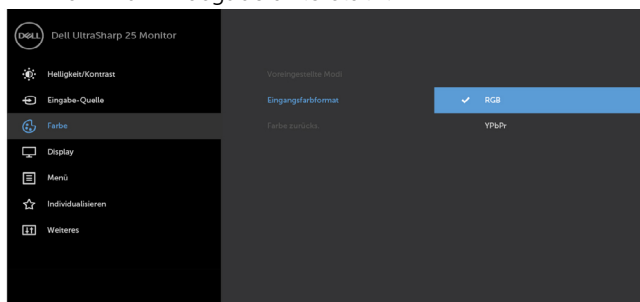 DELL Dell UltraSharp 25 Monitor
Helligkeit/Kontrast Voreingestellte Modi
Eingabe-Quelle Eingangsfarbformat RGB
Farbe Farbe zurücks. YPbPr
Display
Menü
Individualisieren
Weiteres